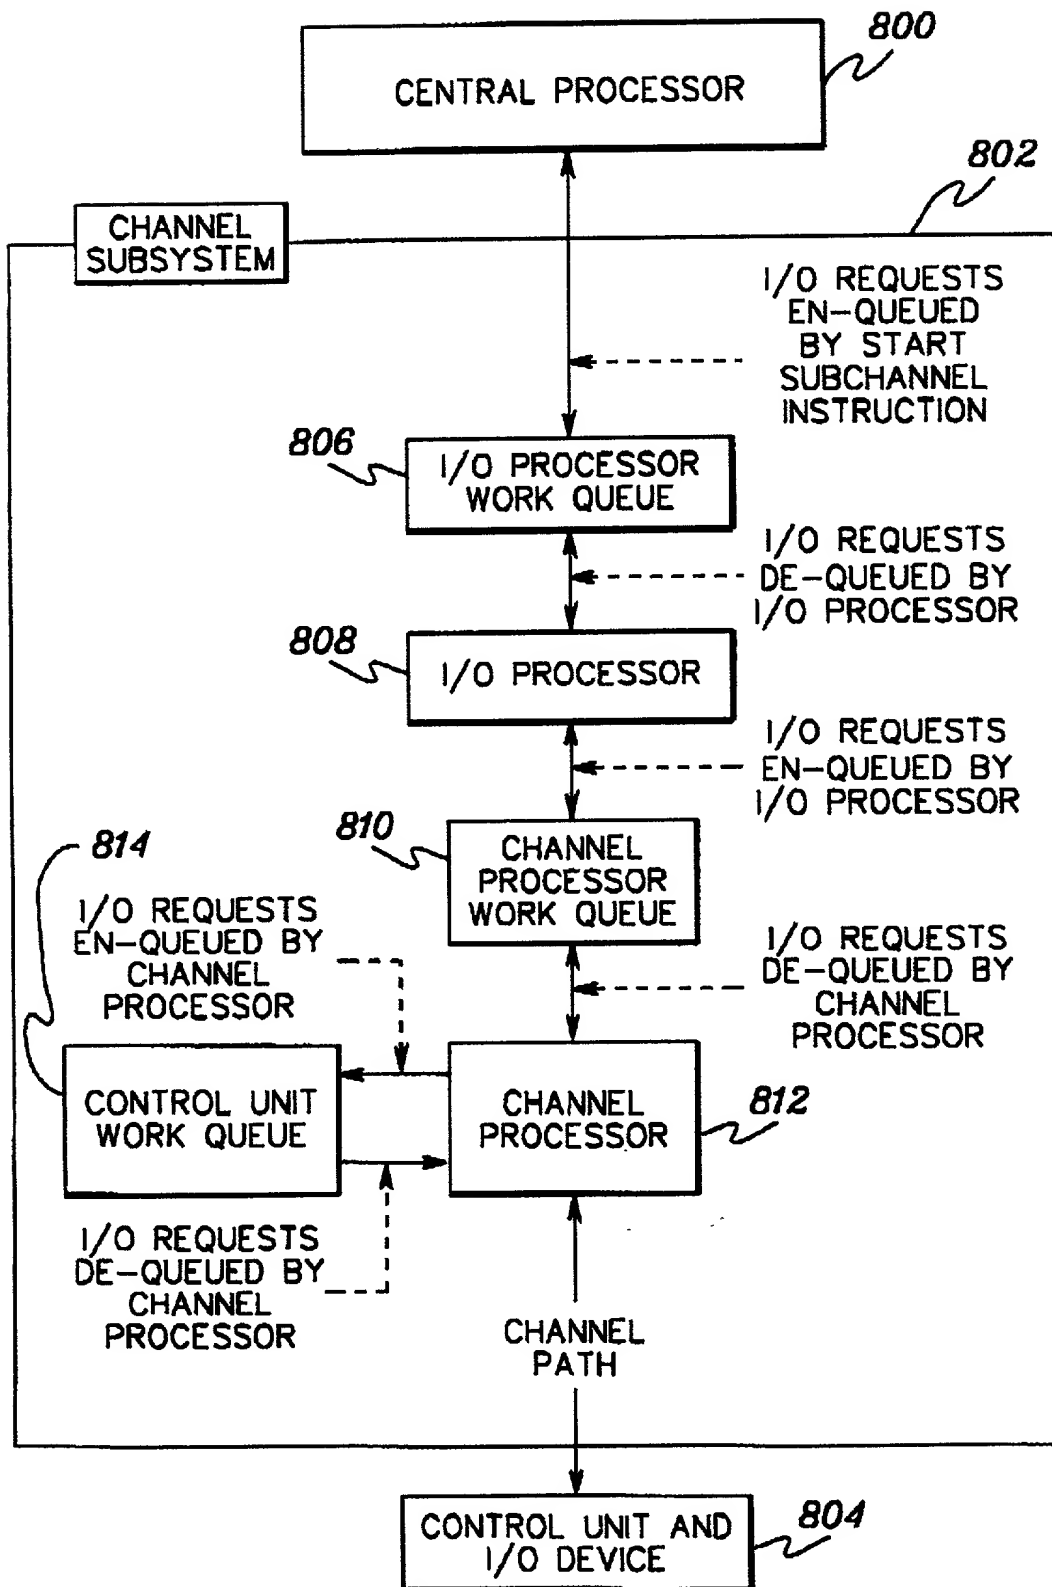 800
CENTRAL PROCESSOR
802
CHANNEL
SUBSYSTEM
I/O REQUESTS
EN-QUEUED
BY START
SUBCHANNEL
INSTRUCTION
806
I/O PROCESSOR
WORK QUEUE
I/O REQUESTS
DE-QUEUED BY
I/O PROCESSOR
808
I/O PROCESSOR
I/O REQUESTS
EN-QUEUED BY
I/O PROCESSOR
810
CHANNEL
PROCESSOR
WORK QUEUE
814
I/O REQUESTS
EN-QUEUED BY
CHANNEL
PROCESSOR
I/O REQUESTS
DE-QUEUED BY
CHANNEL
PROCESSOR
CONTROL UNIT
WORK QUEUE
CHANNEL
PROCESSOR
812
I/O REQUESTS
DE-QUEUED BY
CHANNEL
PROCESSOR
CHANNEL
PATH
CONTROL UNIT AND
I/O DEVICE
804